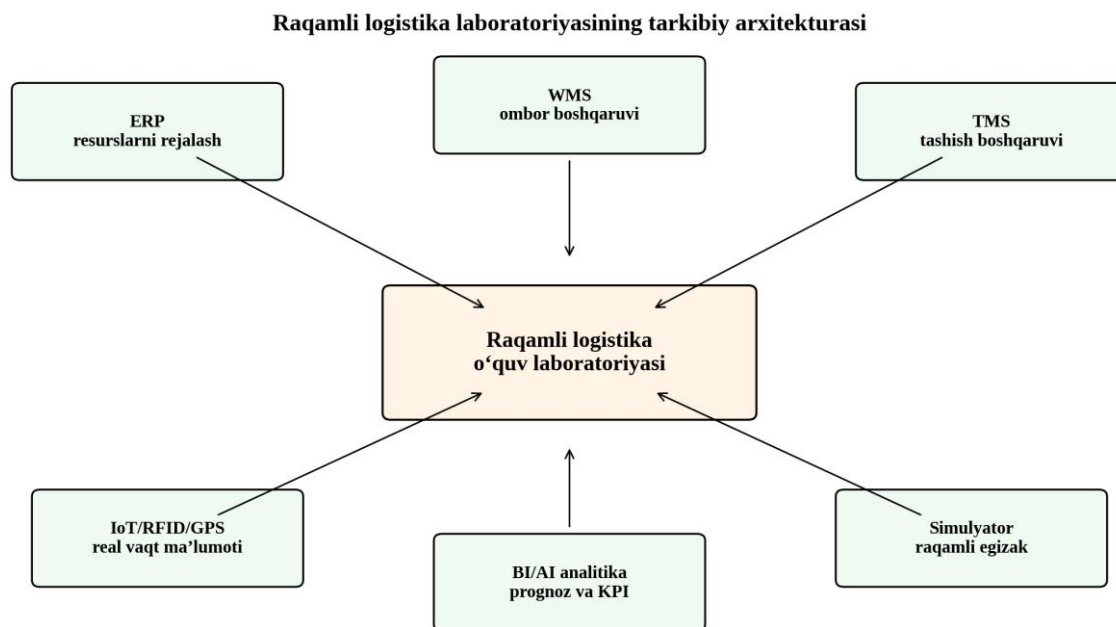 Raqamli logistika laboratoriyasining tarkibiy arxitekturasi
ERP
resurslarni rejalash
WMS
ombor boshqaruvi
TMS
tashish boshqaruvi
Raqamli logistika
o‘quv laboratoriyasi
IoT/RFID/GPS
real vaqt ma’lumoti
BI/AI analitika
prognoz va KPI
Simulyator
raqamli egizak